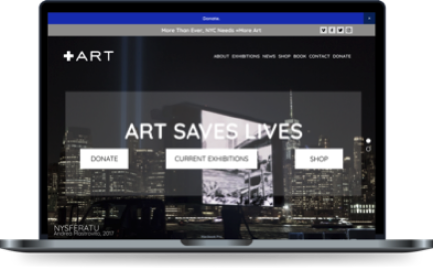 Donate.
More Than Ever, NYC Needs +More Art
+ART
ABOUT EXHIBITIONS NEWS SHOP BOOK CONTACT DONATE
ART SAVES LIVES
DONATE
CURRENT EXHIBITIONS
SHOP
NYSFERATU
Andrea Mastrovito, 2017